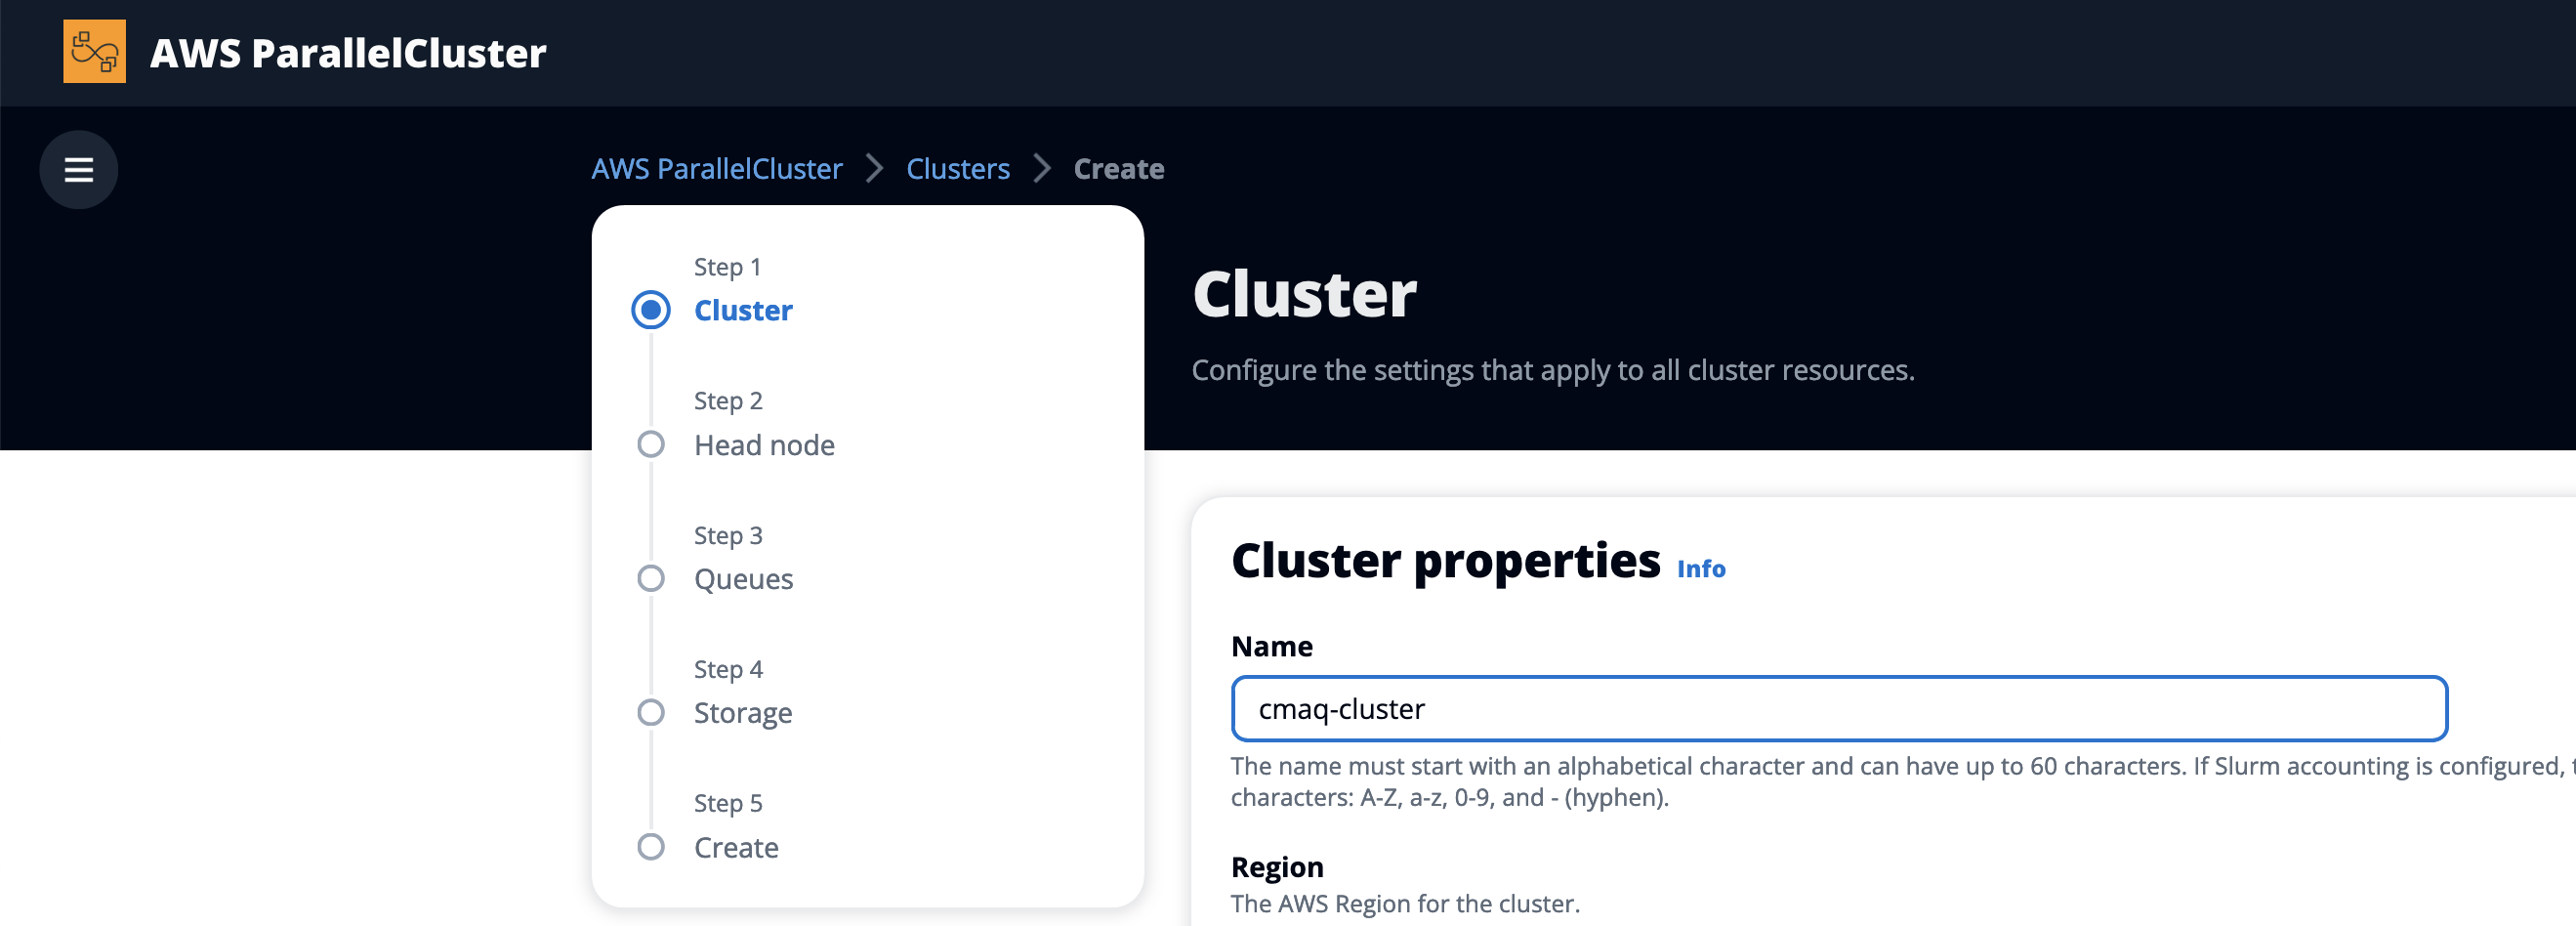 AWS ParallelCluster
AWS ParallelCluster > Clusters > Create
Step 1
Cluster
Step 2
Head node
Step 3
Queues
Step 4
Storage
Step 5
Create
Cluster
Configure the settings that apply to all cluster resources.
Cluster properties Info
Name
cmaq-cluster
The name must start with an alphabetical character and can have up to 60 characters. If Slurm accounting is configured,
characters: A-Z, a-z, 0-9, and - (hyphen).
Region
The AWS Region for the cluster.